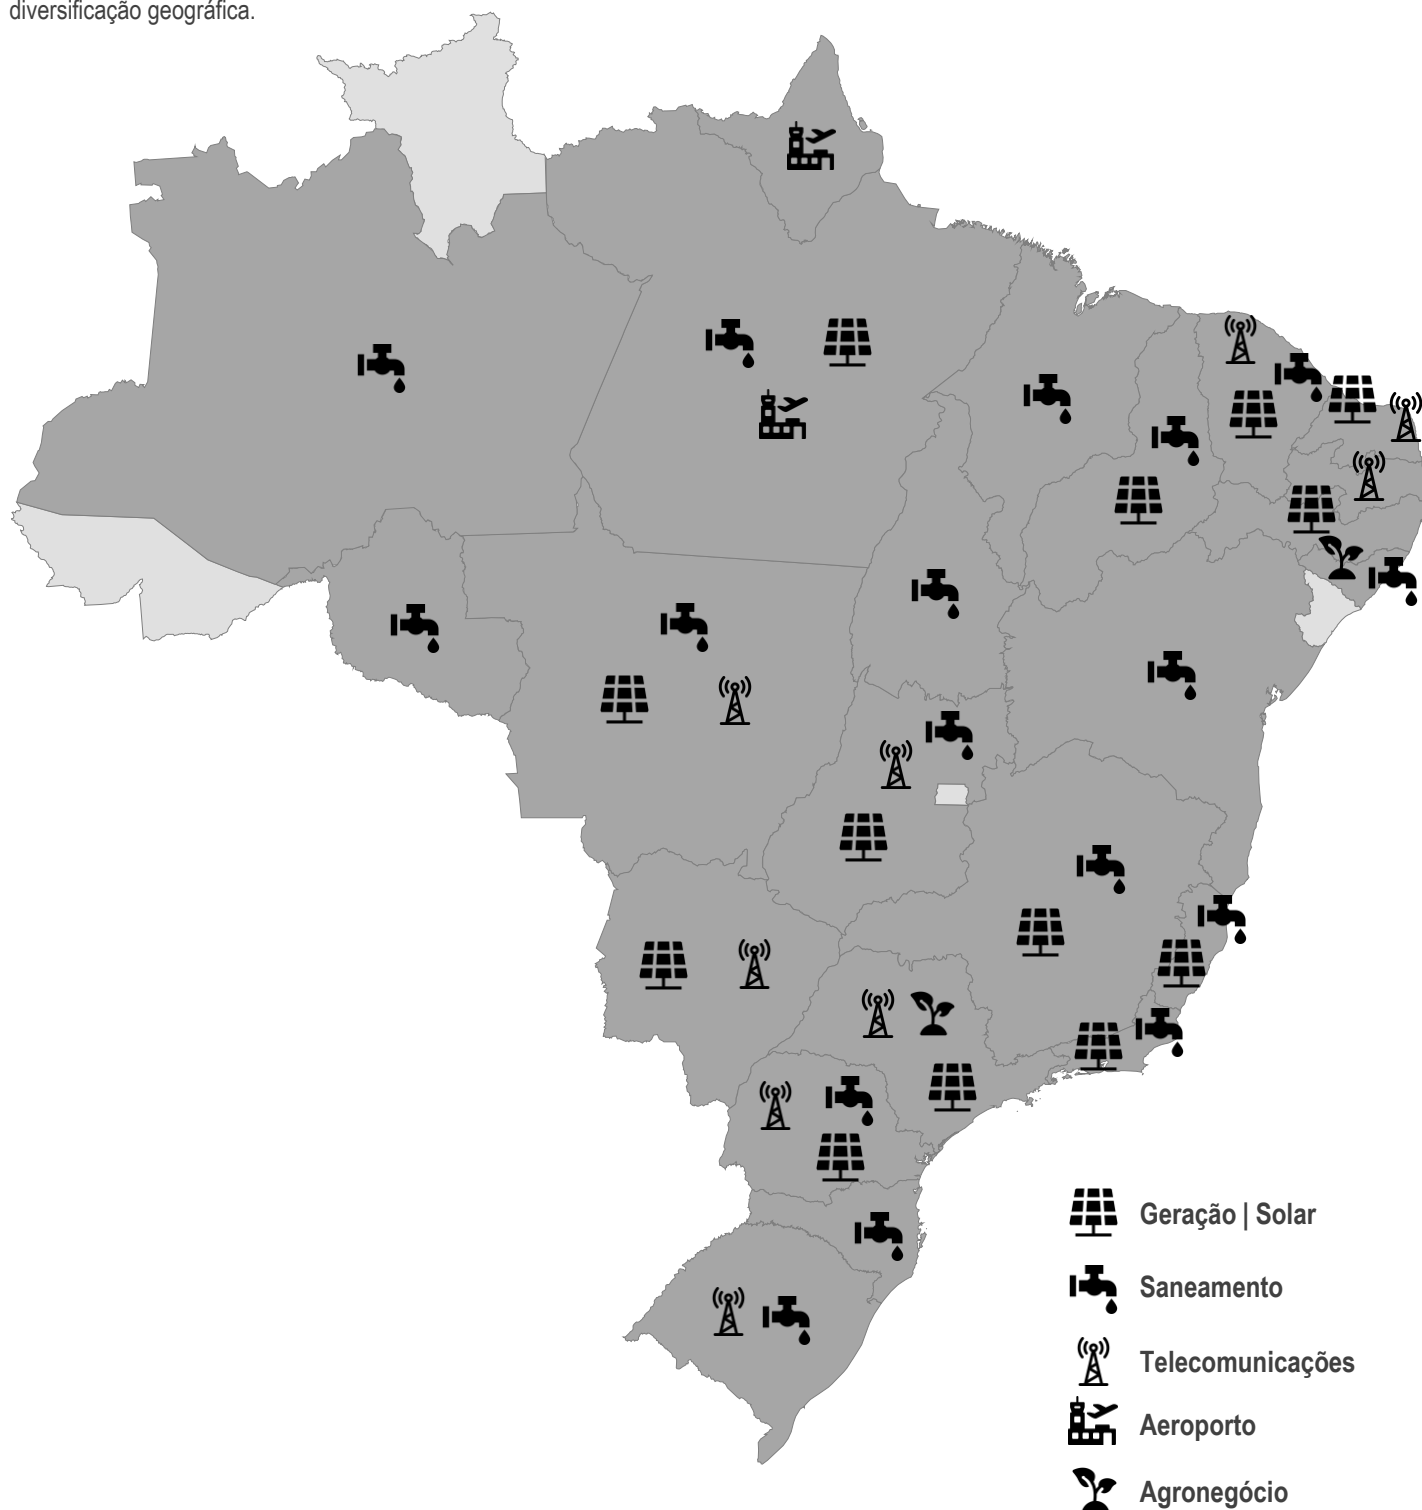 diversificação geográfica.
Geração | Solar
Saneamento
Telecomunicações
Aeroporto
Agronegócio